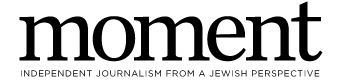 moment
INDEPENDENT JOURNALISM FROM A JEWISH PERSPECTIVE